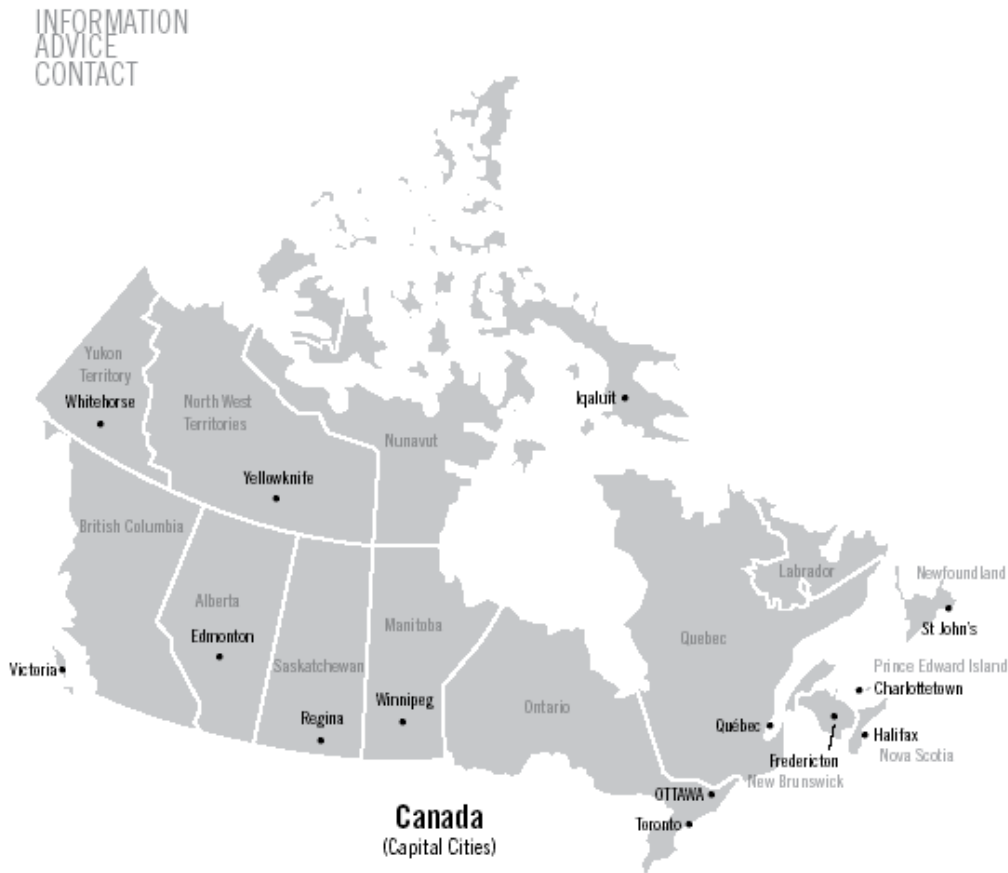 INFORMATION
ADVICE
CONTACT
Yukon
Territory
Whitehorse
North West
Territories
Iqaluit
Nunavut
Yellowknife
British Columbia
Labrador
Newfoundland
Alberta
St John's
Manitoba
Edmonton
Quebec
Saskatchewan
Prince Edward Island
Victoria
Charlottetown
Winnipeg
Ontario
Regina
Québec
Halifax
Nova Scotia
Fredericton
New Brunswick
OTTAWA
Toronto
Canada
(Capital Cities)